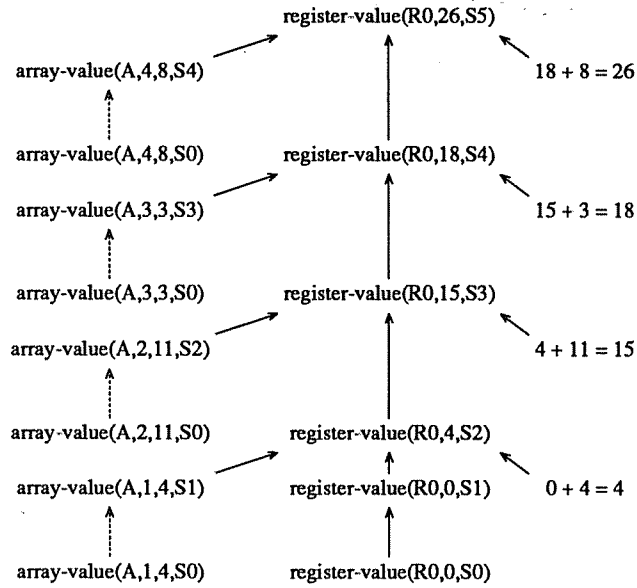 register-value(R0,26,S5)
array-value(A,4,8,S4)
18 + 8 = 26
array-value(A,4,8,S0)
register-value(R0,18,S4)
array-value(A,3,3,S3)
15 + 3 = 18
array-value(A,3,3,S0)
register-value(R0,15,S3)
array-value(A,2,11,S2)
4 + 11 = 15
array-value(A,2,11,S0)
register-value(R0,4,S2)
array-value(A,1,4,S1)
register-value(R0,0,S1)
0 + 4 = 4
array-value(A,1,4,S0)
register-value(R0,0,S0)